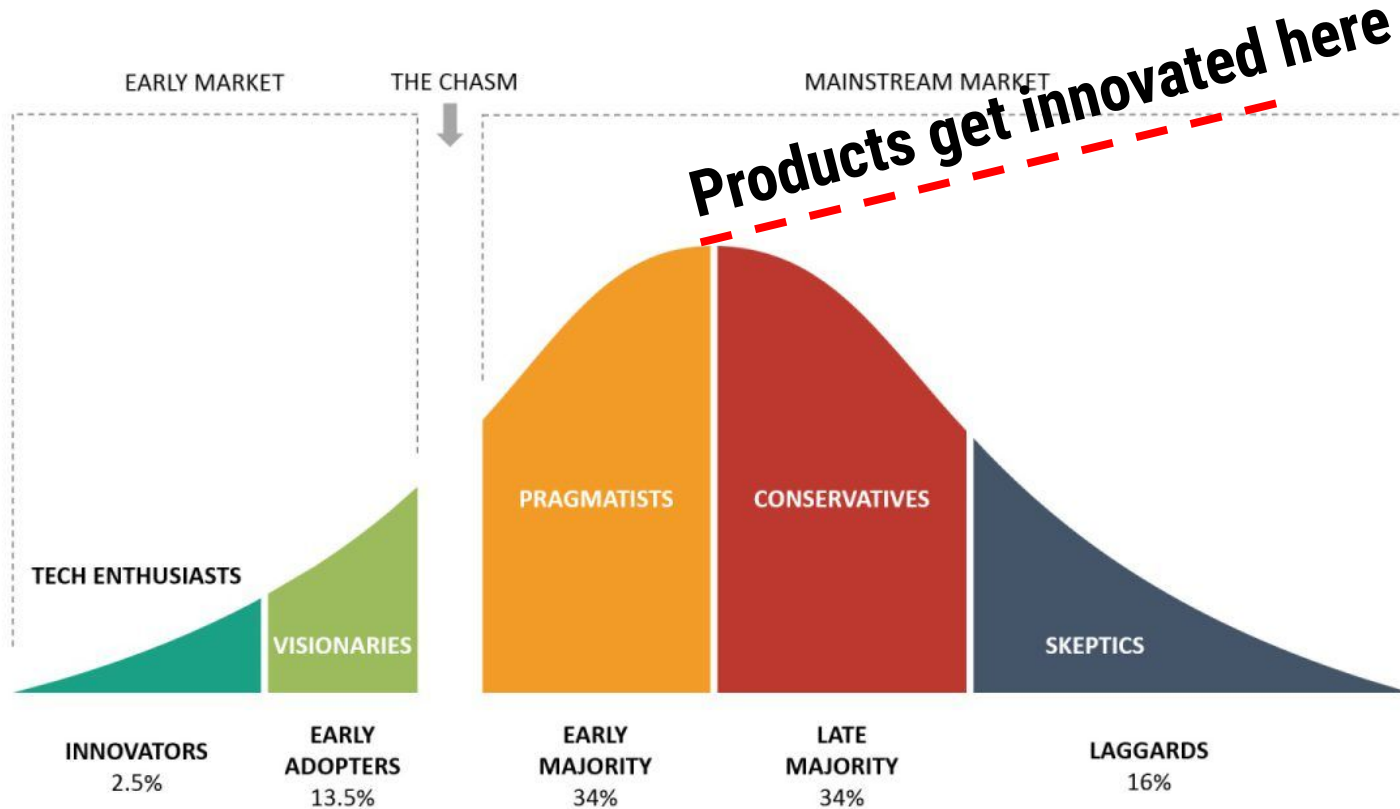 Products get innovated here
EARLY MARKET
THE CHASM
MAINSTREAM MARKET
PRAGMATISTS
CONSERVATIVES
TECH ENTHUSIASTS
VISIONARIES
SKEPTICS
INNOVATORS
2.5%
EARLY
ADOPTERS
13.5%
EARLY
MAJORITY
34%
LATE
MAJORITY
34%
LAGGARDS
16%